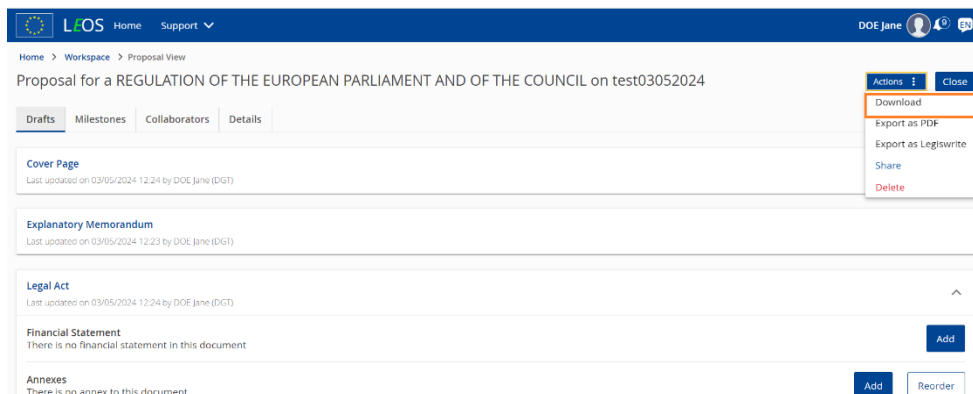 LEOS Home Support DOE Jane 0 EN
Home > Workspace > Proposal View
Proposal for a REGULATION OF THE EUROPEAN PARLIAMENT AND OF THE COUNCIL on test03052024
Actions Close
Download
Export as PDF
Export as Legiswrite
Share
Delete
Drafts Milestones Collaborators Details
Cover Page
Last updated on 03/05/2024 12:24 by DOE Jane (DGT)
Explanatory Memorandum
Last updated on 03/05/2024 12:23 by DOE Jane (DGT)
Legal Act
Last updated on 03/05/2024 12:24 by DOE Jane (DGT)
Financial Statement
There is no financial statement in this document
Add
Annexes
There is no annex to this document
Add Reorder